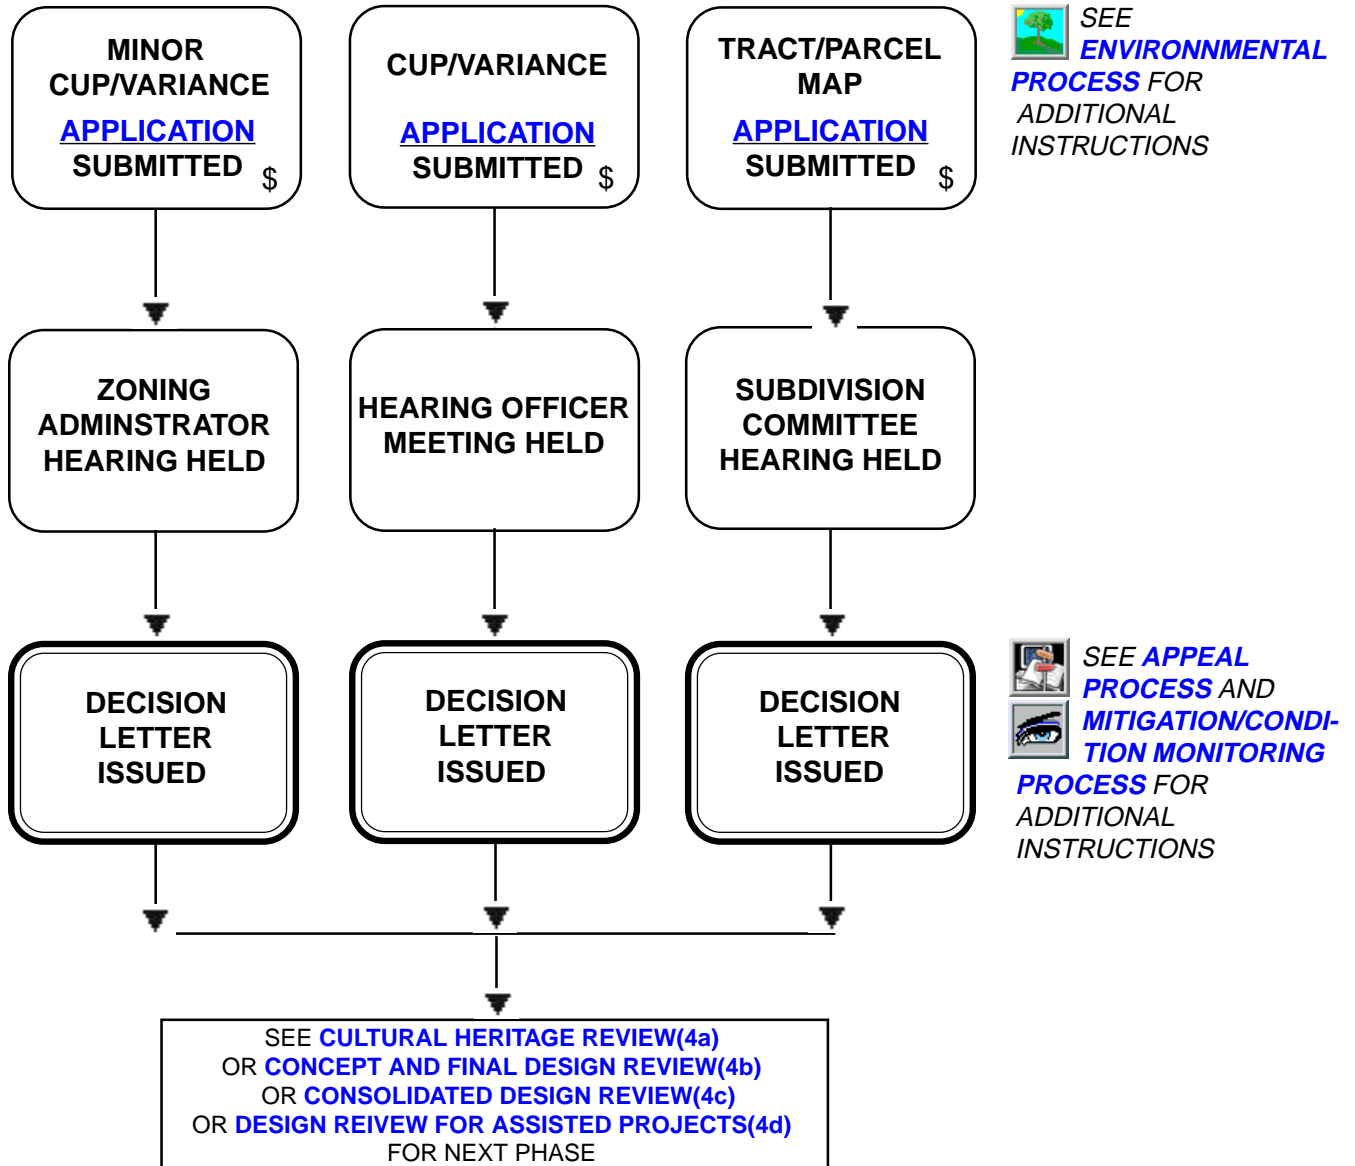 MINOR
CUP/VARIANCE
APPLICATION
SUBMITTED $
CUP/VARIANCE
APPLICATION
SUBMITTED $
TRACT/PARCEL
MAP
APPLICATION
SUBMITTED $
SEE
ENVIRONNMENTAL
PROCESS FOR
ADDITIONAL
INSTRUCTIONS
ZONING
ADMINSTRATOR
HEARING HELD
HEARING OFFICER
MEETING HELD
SUBDIVISION
COMMITTEE
HEARING HELD
DECISION
LETTER
ISSUED
DECISION
LETTER
ISSUED
DECISION
LETTER
ISSUED
SEE APPEAL
PROCESS AND
MITIGATION/CONDI-
TION MONITORING
PROCESS FOR
ADDITIONAL
INSTRUCTIONS
SEE CULTURAL HERITAGE REVIEW(4a)
OR CONCEPT AND FINAL DESIGN REVIEW(4b)
OR CONSOLIDATED DESIGN REVIEW(4c)
OR DESIGN REIVEW FOR ASSISTED PROJECTS(4d)
FOR NEXT PHASE